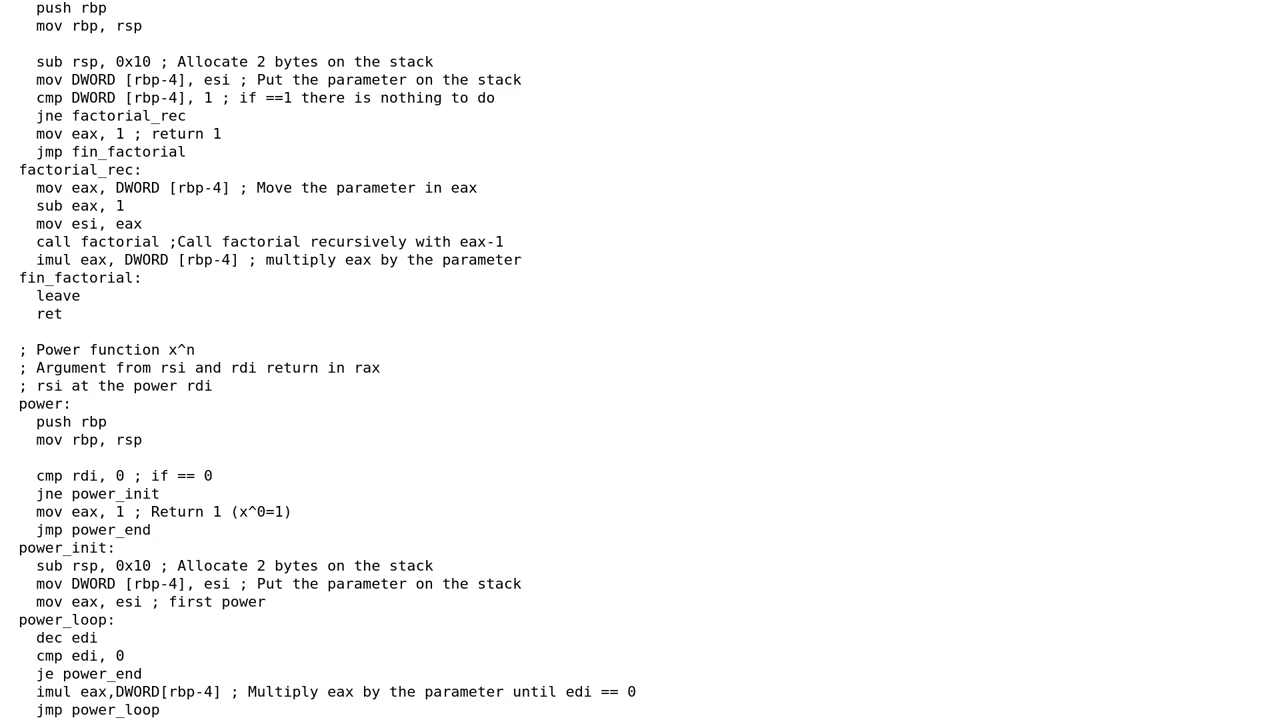 push rbp
mov rbp, rsp
sub rsp, 0x10 ; Allocate 2 bytes on the stack
mov DWORD [rbp-4], esi ; Put the parameter on the stack
cmp DWORD [rbp-4], 1 ; if ==1 there is nothing to do
jne factorial_rec
mov eax, 1 ; return 1
jmp fin_factorial
factorial_rec:
mov eax, DWORD [rbp-4] ; Move the parameter in eax
sub eax, 1
mov esi, eax
call factorial ;Call factorial recursively with eax-1
imul eax, DWORD [rbp-4] ; multiply eax by the parameter
fin_factorial:
leave
ret
; Power function x^n
; Argument from rsi and rdi return in rax
; rsi at the power rdi
power:
push rbp
mov rbp, rsp
cmp rdi, 0 ; if == 0
jne power_init
mov eax, 1 ; Return 1 (x^0=1)
jmp power_end
power_init:
sub rsp, 0x10 ; Allocate 2 bytes on the stack
mov DWORD [rbp-4], esi ; Put the parameter on the stack
mov eax, esi ; first power
power_loop:
dec edi
cmp edi, 0
je power_end
imul eax,DWORD[rbp-4] ; Multiply eax by the parameter until edi == 0
jmp power_loop